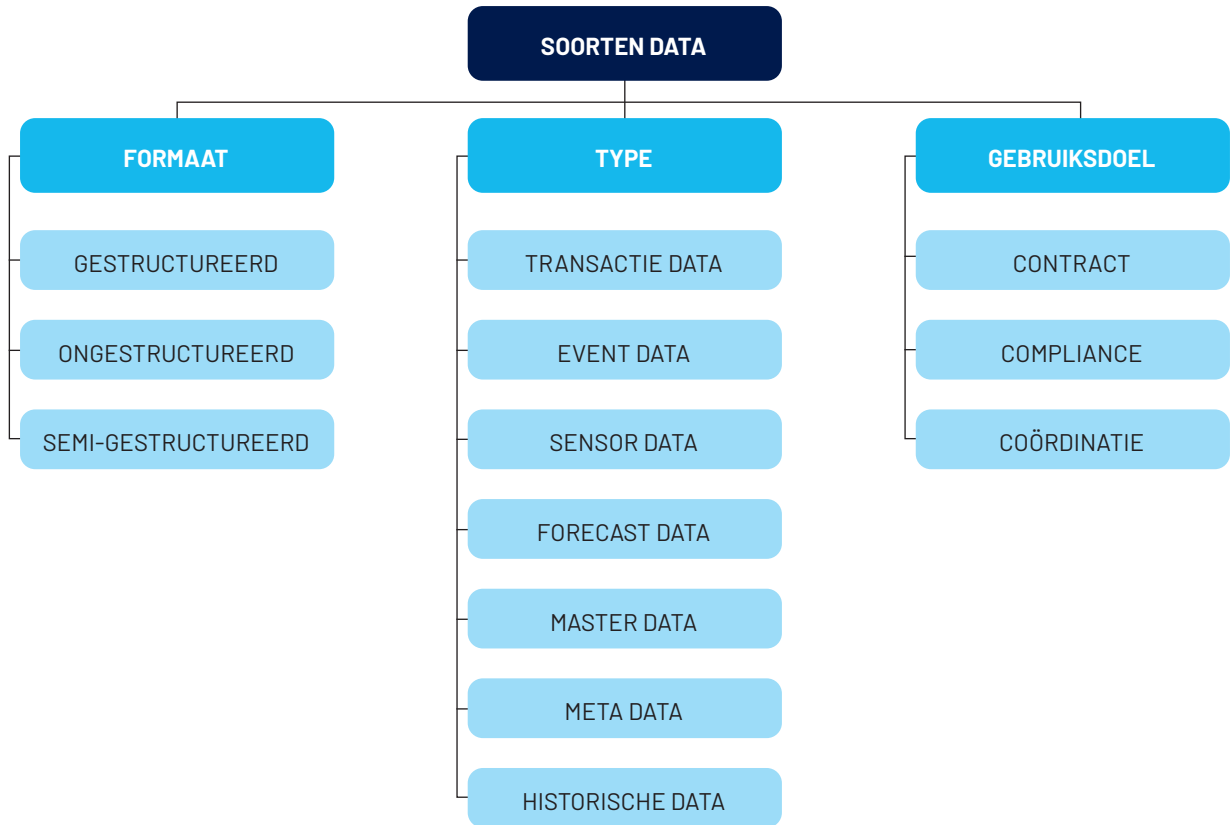 SOORTEN DATA
FORMAAT
GESTRUCTUREERD
ONGESTRUCTUREERD
SEMI-GESTRUCTUREERD
TYPE
TRANSACTIE DATA
EVENT DATA
SENSOR DATA
FORECAST DATA
MASTER DATA
META DATA
HISTORISCHE DATA
GEBRUIKSDOEL
CONTRACT
COMPLIANCE
COÖRDINATIE